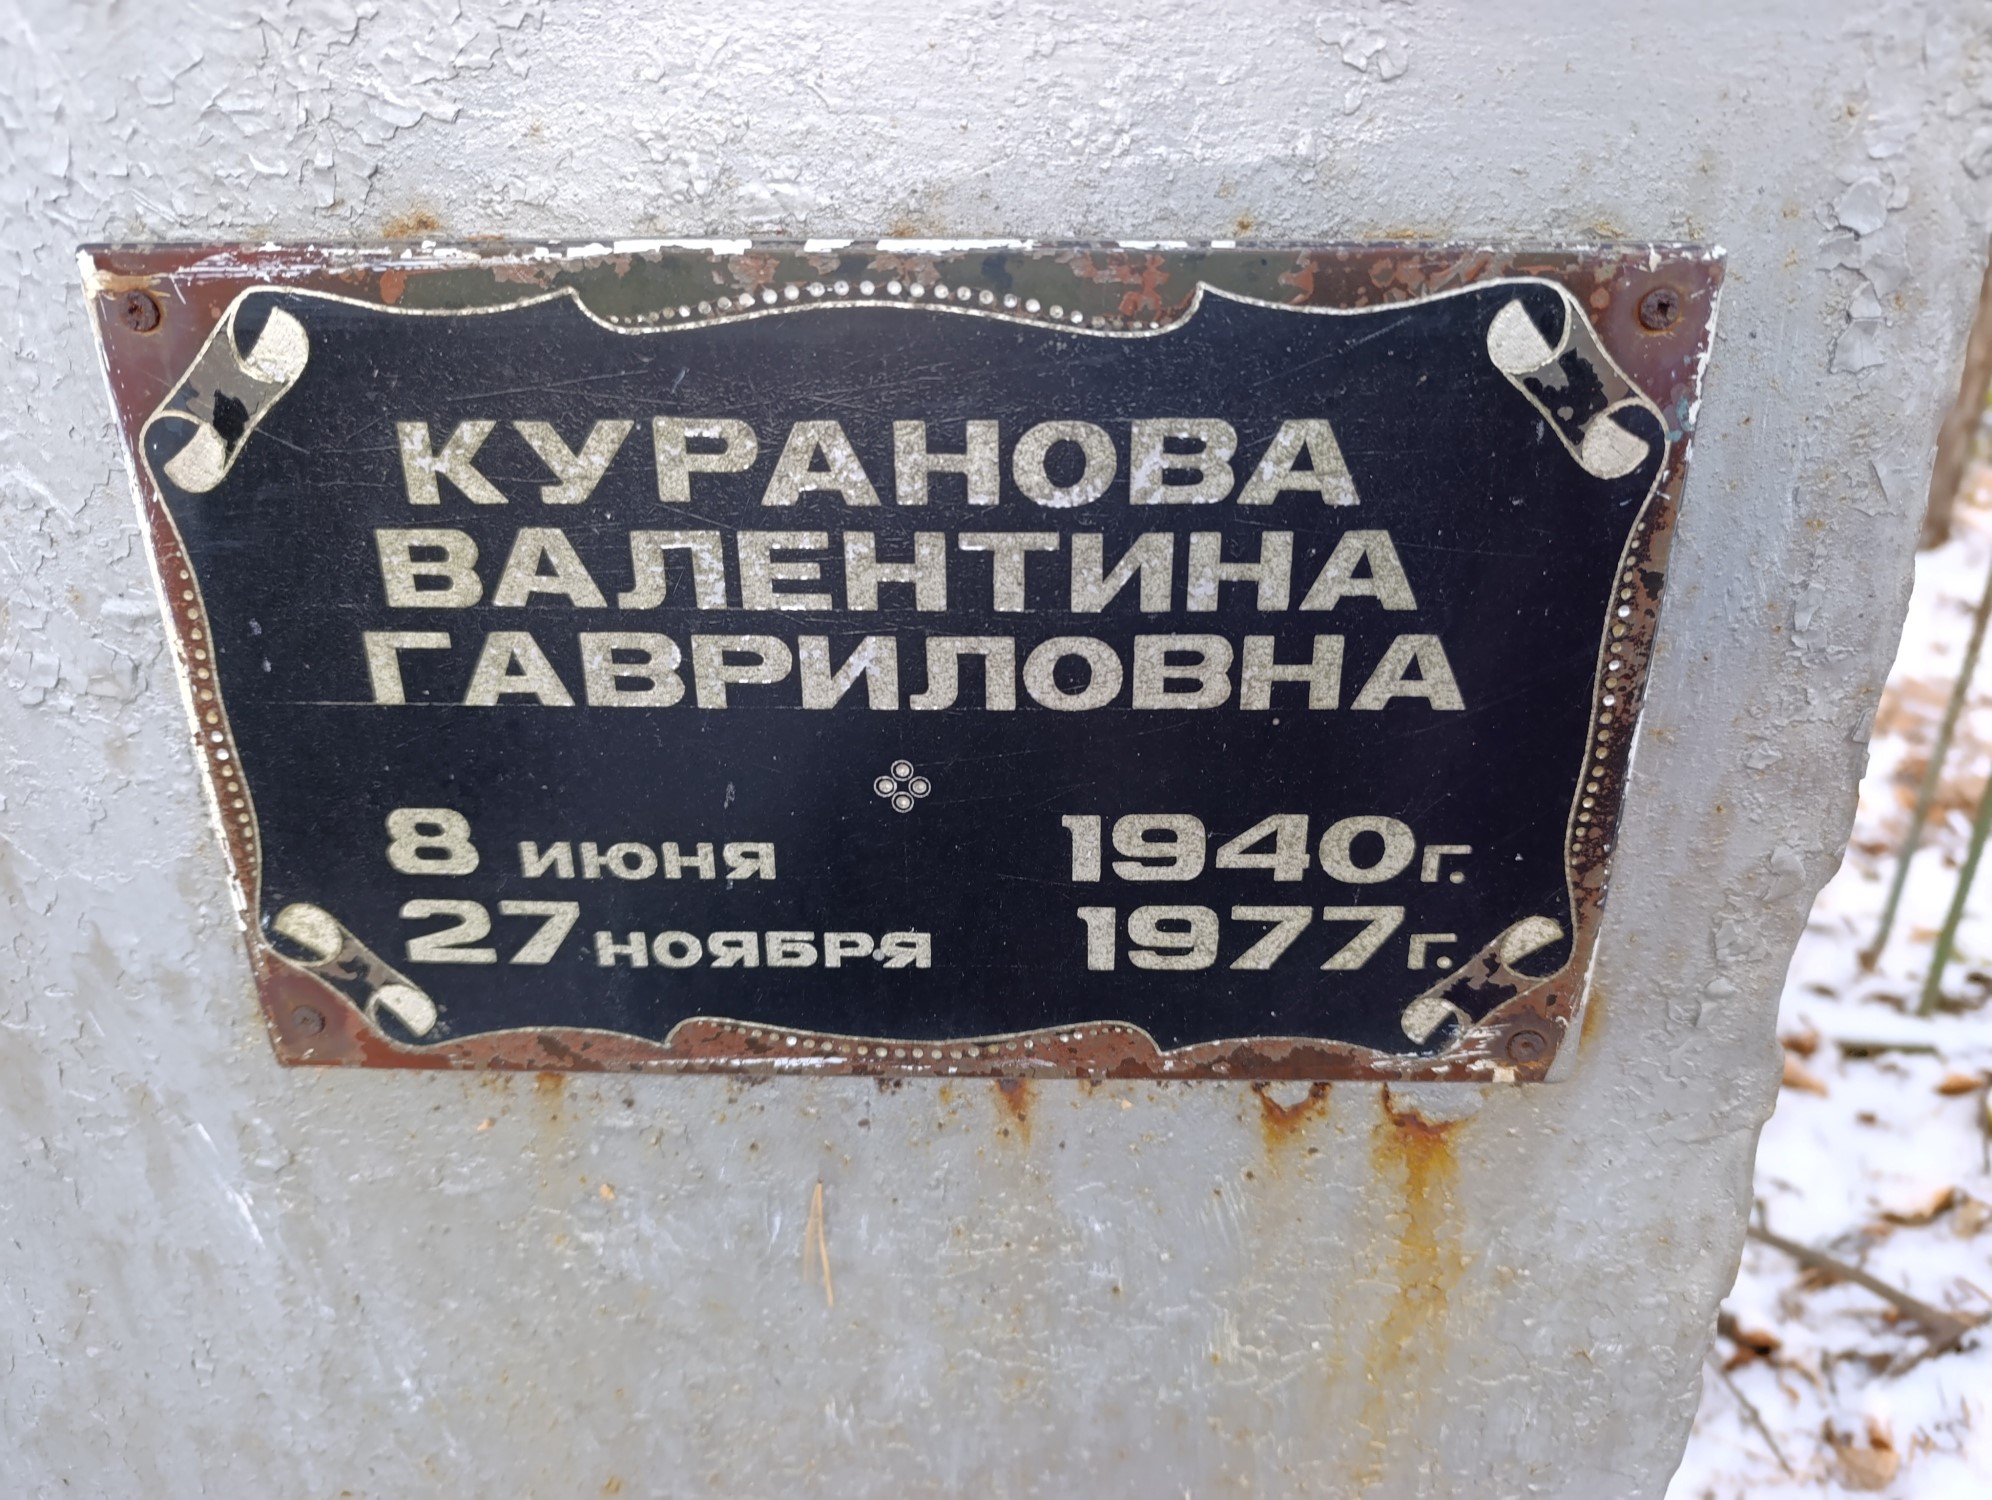 КУРАНОВА
ВАЛЕНТИНА
ГАВРИЛОВНА
8 ИЮНЯ 1940г.
27 НОЯБРЯ 1977г.